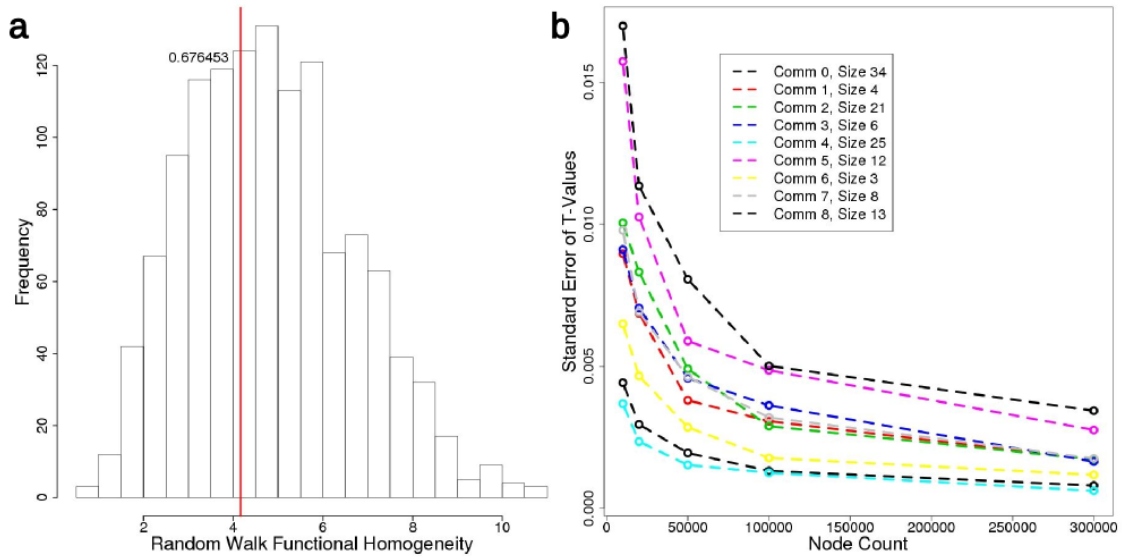 a
0.676453
120
100
80
60
40
20
0
Frequency
2
4
6
8
10
Random Walk Functional Homogeneity
b
0.015
0.010
0.005
0.000
Standard Error of T-Values
Comm 0, Size 34
Comm 1, Size 4
Comm 2, Size 21
Comm 3, Size 6
Comm 4, Size 25
Comm 5, Size 12
Comm 6, Size 3
Comm 7, Size 8
Comm 8, Size 13
0
50000
100000
150000
200000
250000
300000
Node Count